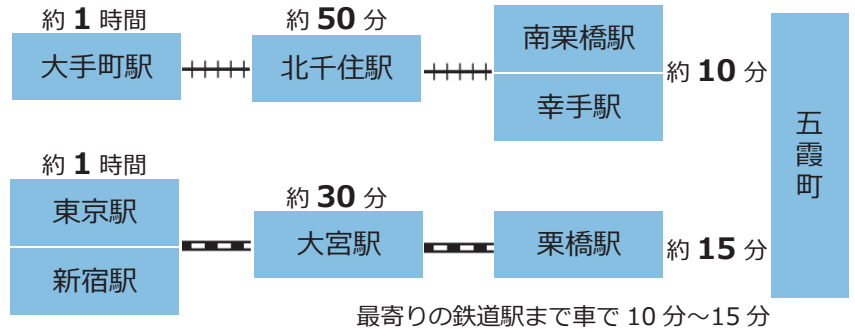 約 1 時間
大手町駅
約 50 分
北千住駅
南栗橋駅
幸手駅
約 10 分
約 1 時間
東京駅
新宿駅
約 30 分
大宮駅
栗橋駅
約 15 分
五霞町
最寄りの鉄道駅まで車で 10 分～15 分